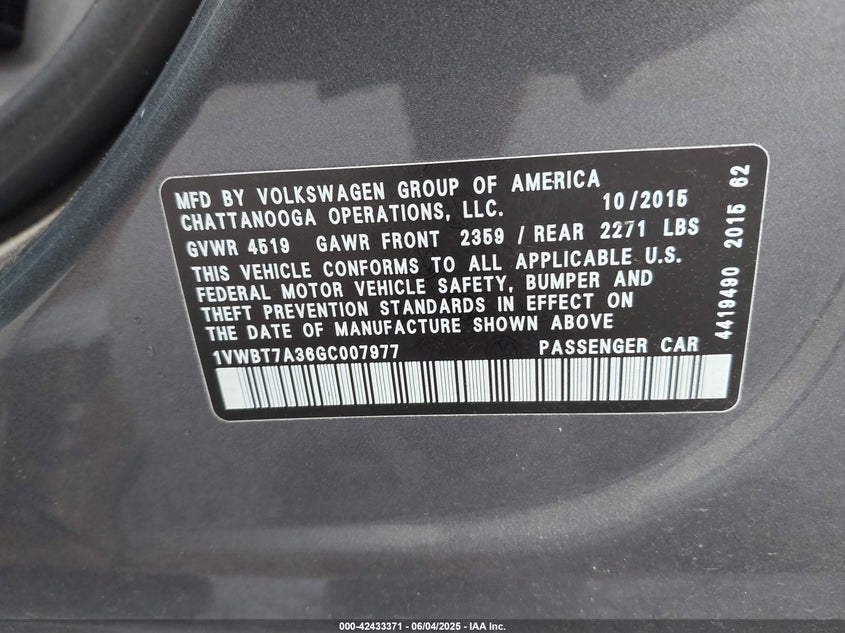 MFD BY VOLKSWAGEN GROUP OF AMERICA
CHATTANOOGA OPERATIONS, LLC. 10/2015
GVWR 4519 GAWR FRONT 2359 / REAR 2271 LBS
THIS VEHICLE CONFORMS TO ALL APPLICABLE U.S.
FEDERAL MOTOR VEHICLE SAFETY, BUMPER AND
THEFT PREVENTION STANDARDS IN EFFECT ON
THE DATE OF MANUFACTURE SHOWN ABOVE
1VWBT7A36GC007977 PASSENGER CAR
4419490 2015 62
000-42433371 - 06/04/2025 - IAA Inc.